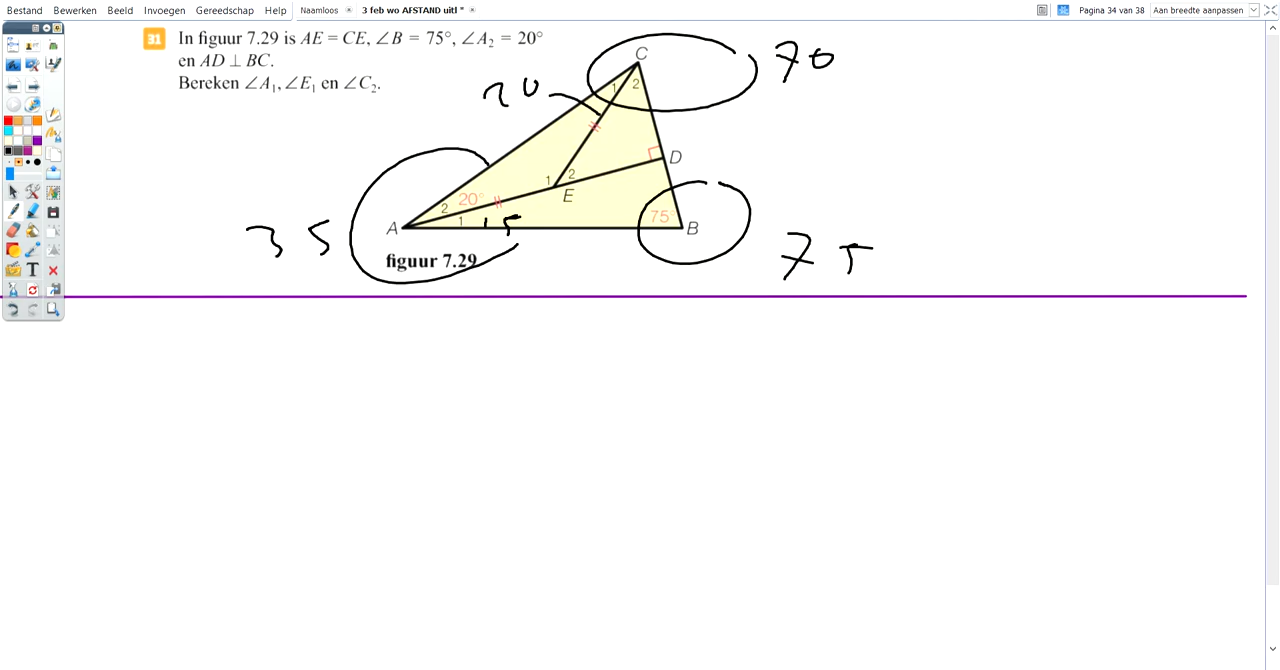 Bestand Bewerken Beeld Invoegen Gereedschap Help Naamloos 3 feb wo AFSTAND uitl * Pagina 34 van 38 Aan breedte aanpassen
31 In figuur 7.29 is AE = CE, ∠B = 75°, ∠A₂ = 20°
en AD ⊥ BC.
Bereken ∠A₁, ∠E₁ en ∠C₂.
C
70
1 2
20
D
1 2
E
20°
2
75
A
1
15
B
35
figuur 7.29
75